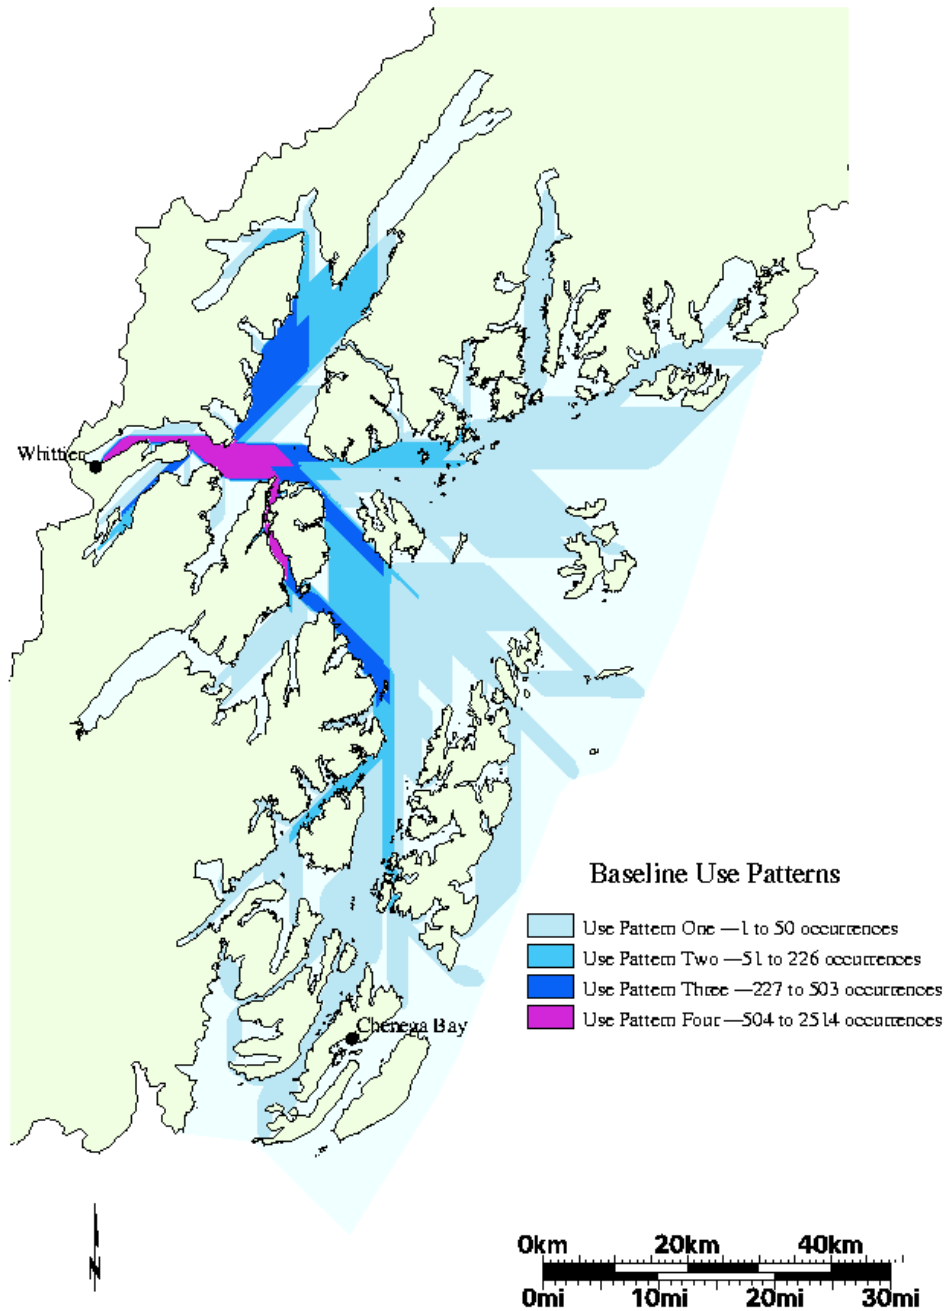 Whittier
Baseline Use Patterns
Use Pattern One —1 to 50 occurrences
Use Pattern Two —51 to 226 occurrences
Use Pattern Three —227 to 503 occurrences
Use Pattern Four —504 to 2514 occurrences
Chenega Bay
N
0km 20km 40km
0mi 10mi 20mi 30mi